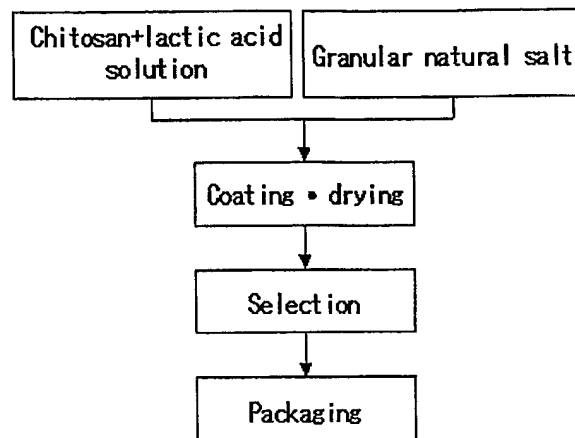 Chitosan+lactic acid
solution
Granular natural salt
Coating • drying
Selection
Packaging